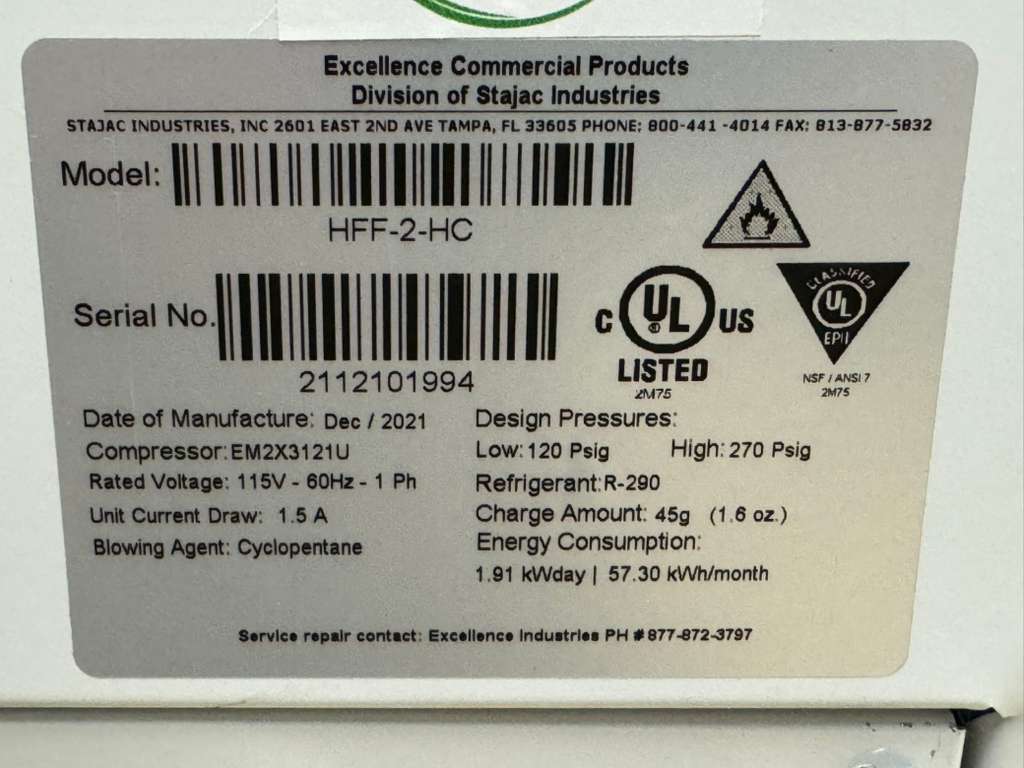 Excellence Commercial Products
Division of Stajac Industries
STAJAC INDUSTRIES, INC 2601 EAST 2ND AVE TAMPA, FL 33605 PHONE: 800-441 -4014 FAX: 813-877-5832
Model:
HFF-2-HC
Serial No.
2112101994
C UL ® US
LISTED
2M75
CLASSIFIED
UL
EPH
NSF / ANSI 7
2M75
Date of Manufacture: Dec / 2021
Compressor: EM2X3121U
Rated Voltage: 115V - 60Hz - 1 Ph
Unit Current Draw: 1.5 A
Blowing Agent: Cyclopentane
Design Pressures:
Low: 120 Psig High: 270 Psig
Refrigerant: R-290
Charge Amount: 45g (1.6 oz.)
Energy Consumption:
1.91 kWday | 57.30 kWh/month
Service repair contact: Excellence Industries PH # 877-872-3797